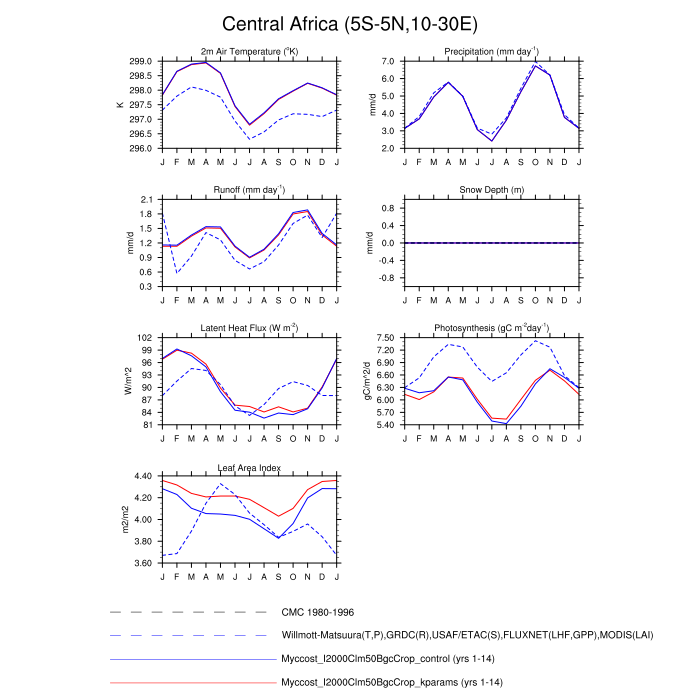 Central Africa (5S-5N,10-30E)
2m Air Temperature (°K)
299.0
298.5
298.0
297.5
297.0
296.5
296.0
K
J F M A M J J A S O N D J
Precipitation (mm day⁻¹)
7.0
6.0
5.0
4.0
3.0
2.0
mm/d
J F M A M J J A S O N D J
Runoff (mm day⁻¹)
2.1
1.8
1.5
1.2
0.9
0.6
0.3
mm/d
J F M A M J J A S O N D J
Snow Depth (m)
0.8
0.4
0.0
-0.4
-0.8
mm/d
J F M A M J J A S O N D J
Latent Heat Flux (W m⁻²)
102
99
96
93
90
87
84
81
W/m^2
J F M A M J J A S O N D J
Photosynthesis (gC m⁻²day⁻¹)
7.50
7.20
6.90
6.60
6.30
6.00
5.70
5.40
gC/m^2/d
J F M A M J J A S O N D J
Leaf Area Index
4.40
4.20
4.00
3.80
3.60
m2/m2
J F M A M J J A S O N D J
CMC 1980-1996
Willmott-Matsuura(T,P),GRDC(R),USAF/ETAC(S),FLUXNET(LHF,GPP),MODIS(LAI)
Myccost_I2000Clm50BgcCrop_control (yrs 1-14)
Myccost_I2000Clm50BgcCrop_kparams (yrs 1-14)